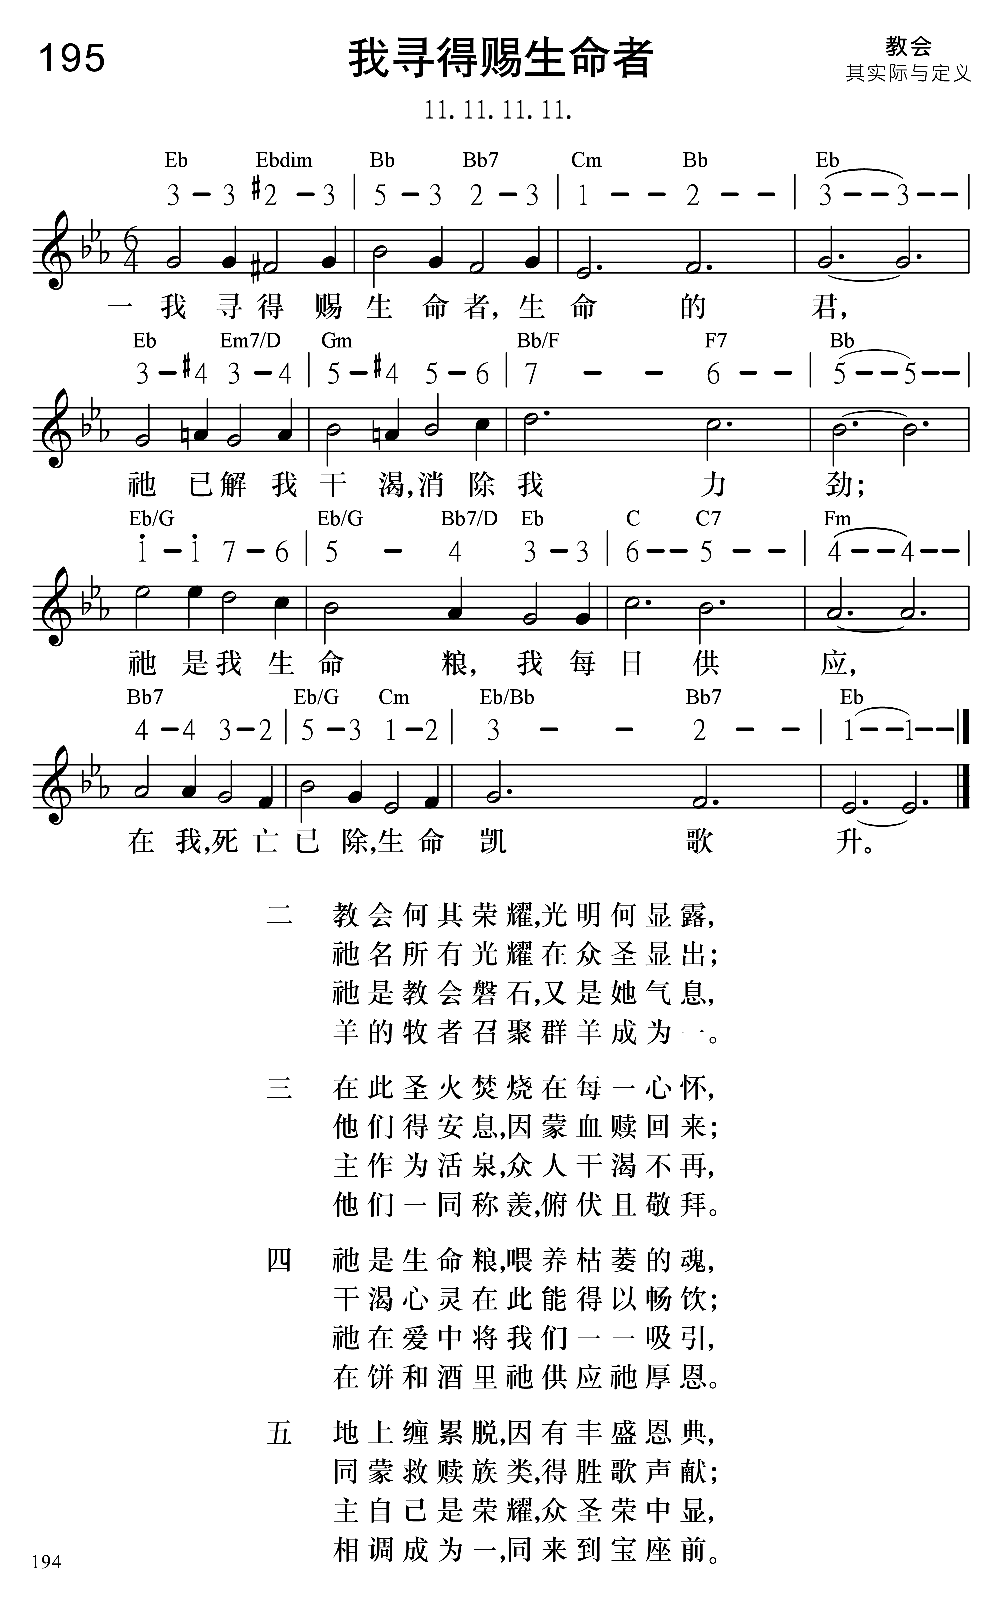 195 我寻得赐生命者 教会
其实际与定义
11. 11. 11. 11.
Eb Ebdim Bb Bb7 Cm Bb Eb
3 - 3 #2 - 3 | 5 - 3 2 - 3 | 1 - - 2 - - | 3 - - 3 - - |
6
4
一 我 寻 得 赐 生 命 者, 生 命 的 君,
Eb Em7/D Gm Bb/F F7 Bb
3 - #4 3 - 4 | 5 - #4 5 - 6 | 7 - - 6 - - | 5 - - 5 - - |
祂 已 解 我 干 渴, 消 除 我 力 劲;
Eb/G Eb/G Bb7/D Eb C C7 Fm
i - i 7 - 6 | 5 - 4 3 - 3 | 6 - - 5 - - | 4 - - 4 - - |
祂 是 我 生 命 粮, 我 每 日 供 应,
Bb7 Eb/G Cm Eb/Bb Bb7 Eb
4 - 4 3 - 2 | 5 - 3 1 - 2 | 3 - - 2 - - | 1 - - 1 - - |
在 我, 死 亡 已 除, 生 命 凯 歌 升。
二 教会何其荣耀,光明何显露,
祂名所有光耀在众圣显出;
祂是教会磐石,又是她气息,
羊的牧者召聚群羊成为一。
三 在此圣火焚烧在每一心怀,
他们得安息,因蒙血赎回来;
主作为活泉,众人干渴不再,
他们一同称羡,俯伏且敬拜。
四 祂是生命粮,喂养枯萎的魂,
干渴心灵在此能得以畅饮;
祂在爱中将我们一一吸引,
在饼和酒里祂供应祂厚恩。
五 地上缠累脱,因有丰盛恩典,
同蒙救赎族类,得胜歌声献;
主自己是荣耀,众圣荣中显,
相调成为一,同来到宝座前。
194